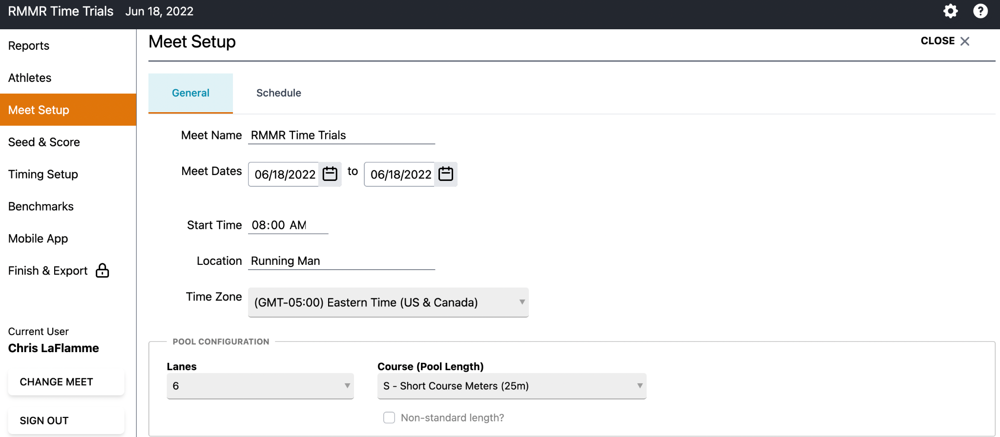 RMMR Time Trials Jun 18, 2022
Reports
Athletes
Meet Setup
Seed & Score
Timing Setup
Benchmarks
Mobile App
Finish & Export
Current User
Chris LaFlamme
CHANGE MEET
SIGN OUT
Meet Setup
CLOSE
General Schedule
Meet Name RMMR Time Trials
Meet Dates 06/18/2022 to 06/18/2022
Start Time 08:00 AM
Location Running Man
Time Zone (GMT-05:00) Eastern Time (US & Canada)
POOL CONFIGURATION
Lanes Course (Pool Length)
6 S - Short Course Meters (25m)
Non-standard length?